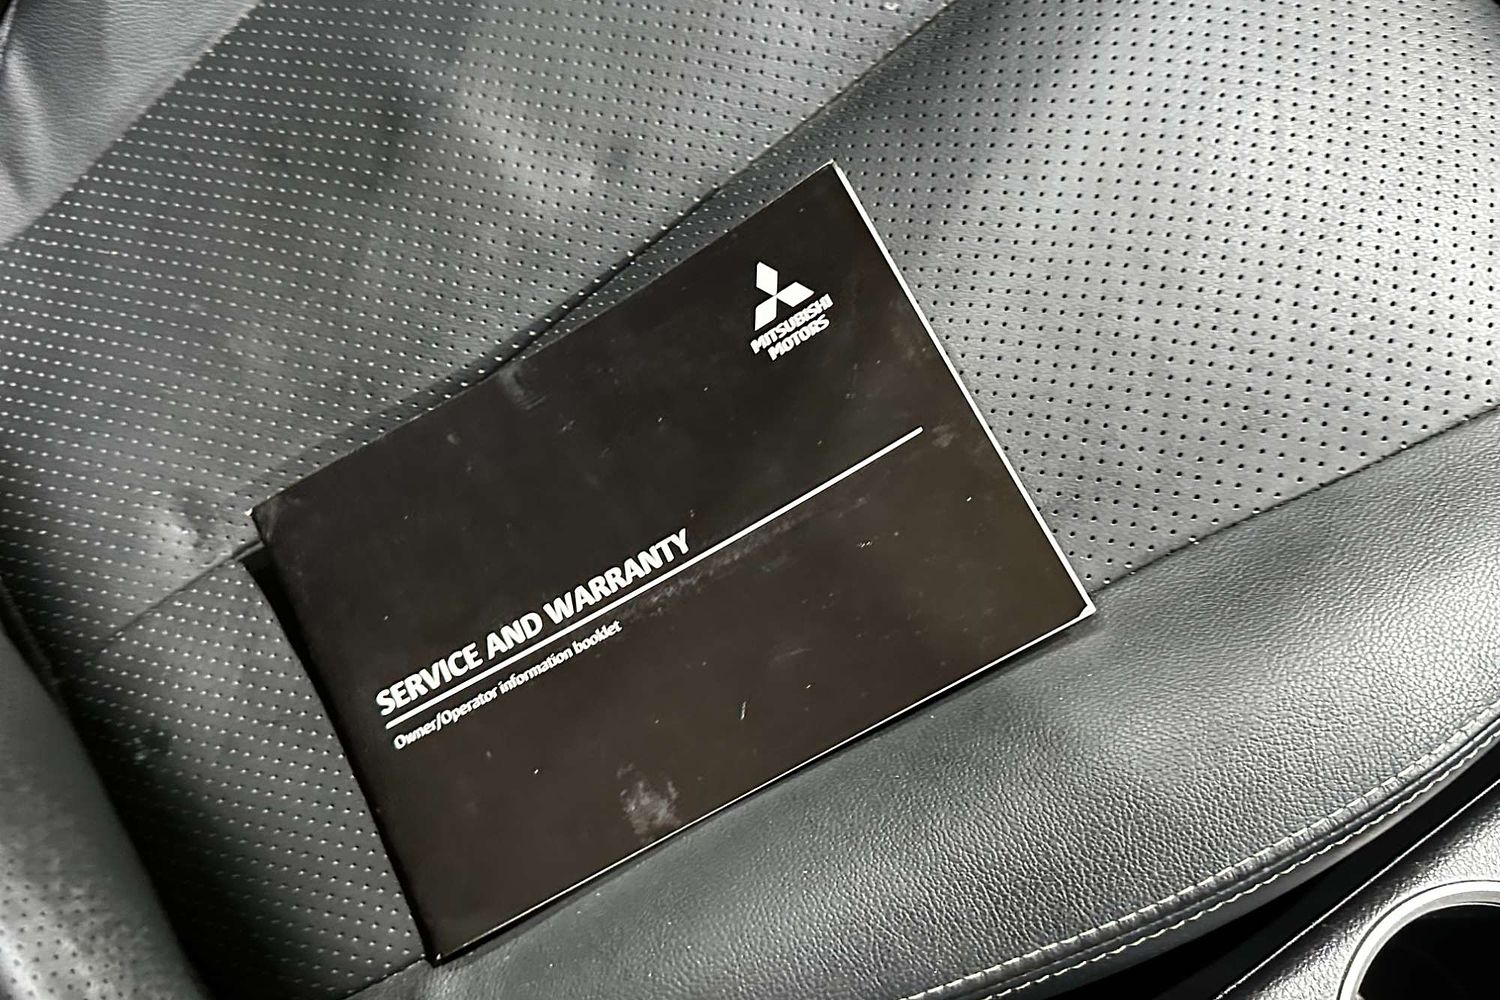 MITSUBISHI
MOTORS
SERVICE AND WARRANTY
Owner/Operator information booklet